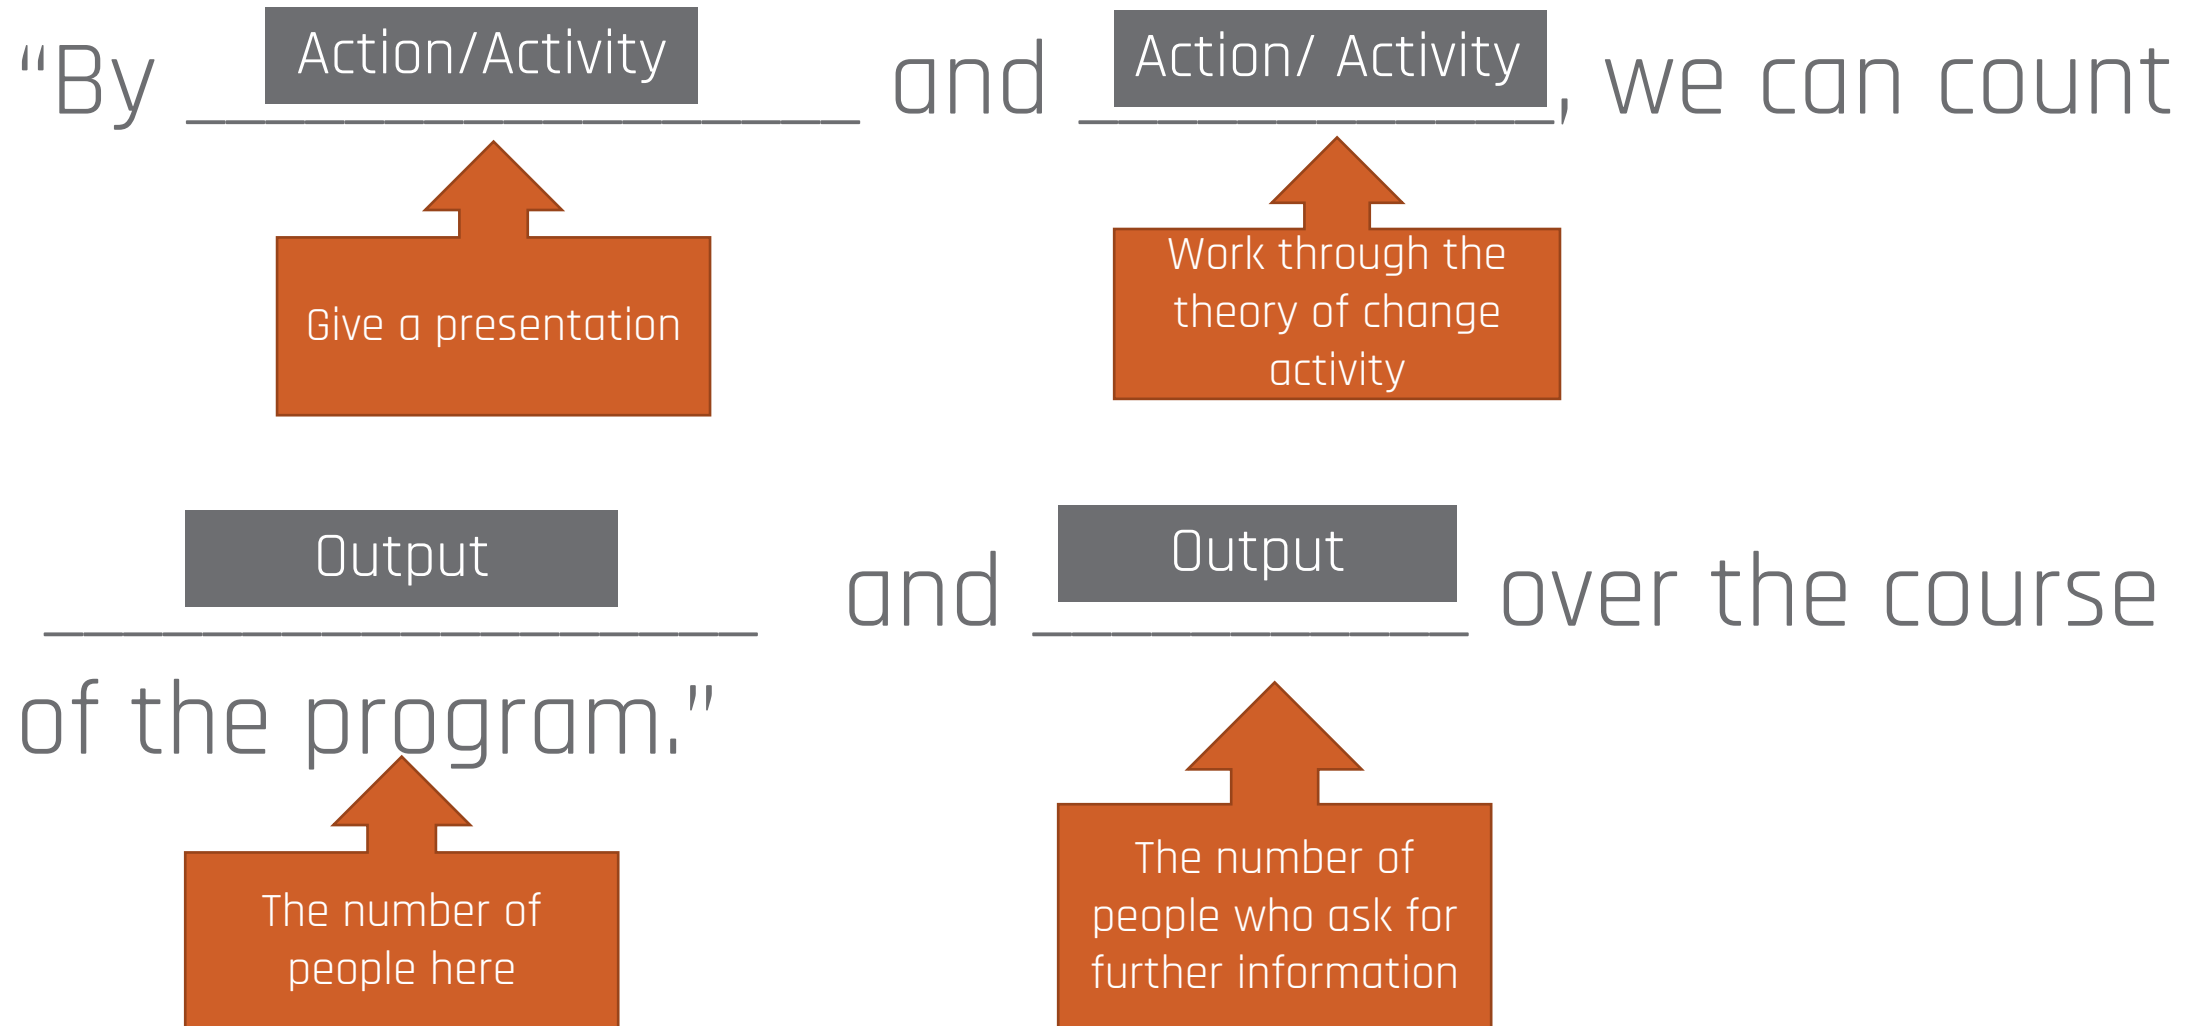 Action/Activity
Action/ Activity
“By _________________ and ____________, we can count
Give a presentation
Work through the
theory of change
activity
Output
Output
__________________ and ___________ over the course
of the program.”
The number of
people here
The number of
people who ask for
further information